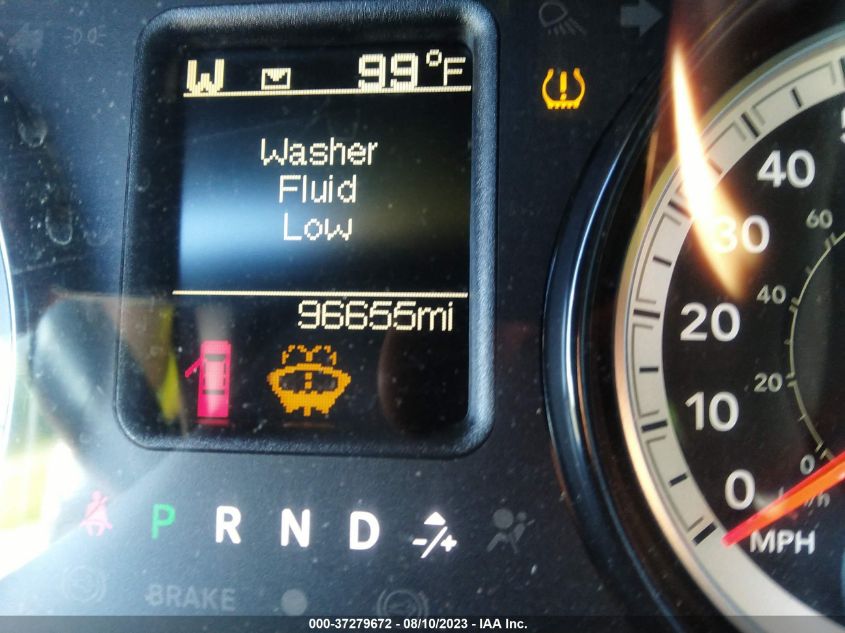 W 99°F
Washer
Fluid
Low
96655mi
P R N D -/+
BRAKE
40
30
20
10
0
MPH
60
40
20
0
000-37279672 - 08/10/2023 - IAA Inc.